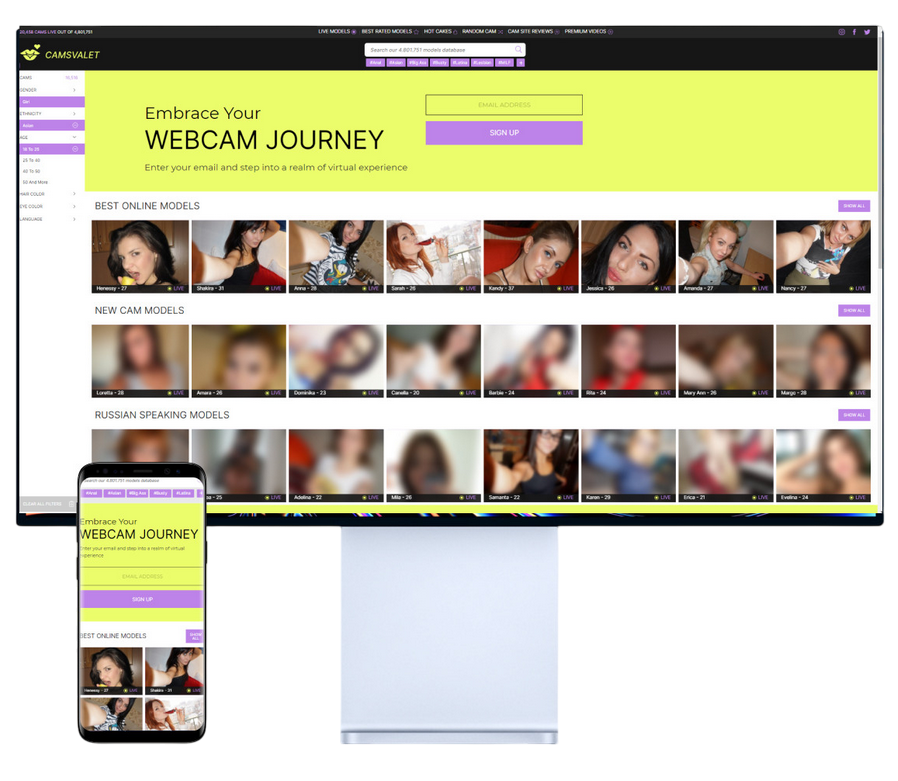 20,458 CAMS LIVE OUT OF 4,801,751
LIVE MODELS BEST RATED MODELS HOT CAKES RANDOM CAM CAM SITE REVIEWS PREMIUM VIDEOS
CAMSVALET
Search our 4,801,751 models database
#Anal #Asian #Big Ass #Busty #Latina #Lesbian #MILF +
CAMS
GENDER
Girl
ETHNICITY
Asian
AGE
18 To 25
25 To 40
40 To 50
50 And More
HAIR COLOR
EYE COLOR
LANGUAGE
CLEAR ALL FILTERS
Embrace Your
WEBCAM JOURNEY
Enter your email and step into a realm of virtual experience
EMAIL ADDRESS
SIGN UP
BEST ONLINE MODELS SHOW ALL
Henessy - 27 LIVE Shakira - 31 LIVE Anna - 28 LIVE Sarah - 26 LIVE Kandy - 37 LIVE Jessica - 26 LIVE Amanda - 27 LIVE Nancy - 27 LIVE
NEW CAM MODELS SHOW ALL
Loretta - 28 LIVE Amara - 26 LIVE Dominika - 23 LIVE Canella - 20 LIVE Barbie - 24 LIVE Rita - 24 LIVE Mary Ann - 26 LIVE Margo - 28 LIVE
RUSSIAN SPEAKING MODELS SHOW ALL
sa - 25 LIVE Adelina - 22 LIVE Mila - 26 LIVE Samanta - 22 LIVE Karen - 29 LIVE Erica - 21 LIVE Evelina - 24 LIVE
Search our 4,801,751 models database
#Anal #Asian #Big Ass #Busty #Latina
Embrace Your
WEBCAM JOURNEY
Enter your email and step into a realm of virtual
experience
EMAIL ADDRESS
SIGN UP
BEST ONLINE MODELS SHOW
ALL
Henessy - 27 LIVE Shakira - 31 LIVE